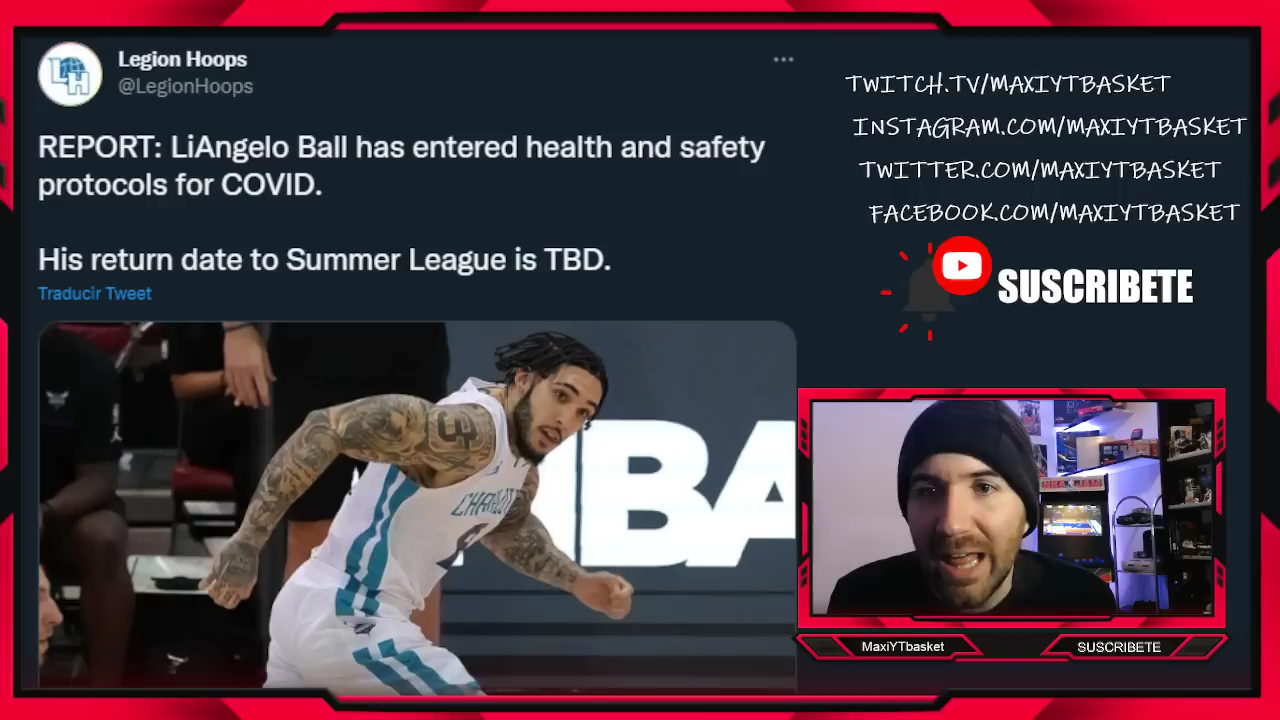 Legion Hoops
@LegionHoops
REPORT: LiAngelo Ball has entered health and safety
protocols for COVID.
His return date to Summer League is TBD.
Traducir Tweet
TWITCH.TV/MAXIYTBASKET
INSTAGRAM.COM/MAXIYTBASKET
TWITTER.COM/MAXIYTBASKET
FACEBOOK.COM/MAXIYTBASKET
SUSCRIBETE
NBA JAM
MaxiYTbasket
SUSCRIBETE